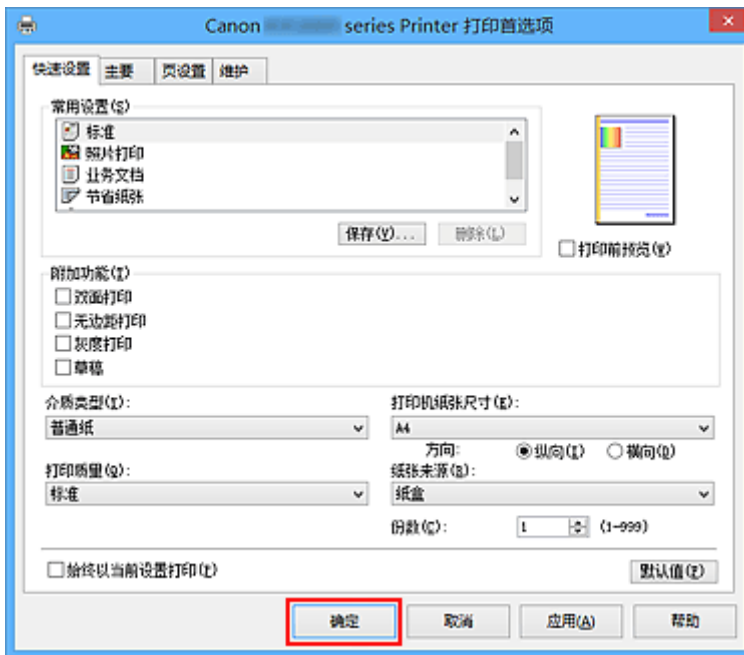 Canon series Printer 打印首选项
快速设置 主要 页设置 维护
常用设置(S)
标准
照片打印
业务文档
节省纸张
保存(V)... 删除(L)
打印前预览(W)
附加功能(I)
双面打印
无边距打印
灰度打印
草稿
介质类型(I): 打印机纸张尺寸(E):
普通纸 A4
方向: 纵向(I) 横向(D)
打印质量(Q): 纸张来源(R):
标准 纸盒
份数(C): 1 (1-999)
始终以当前设置打印(T) 默认值(F)
确定 取消 应用(A) 帮助